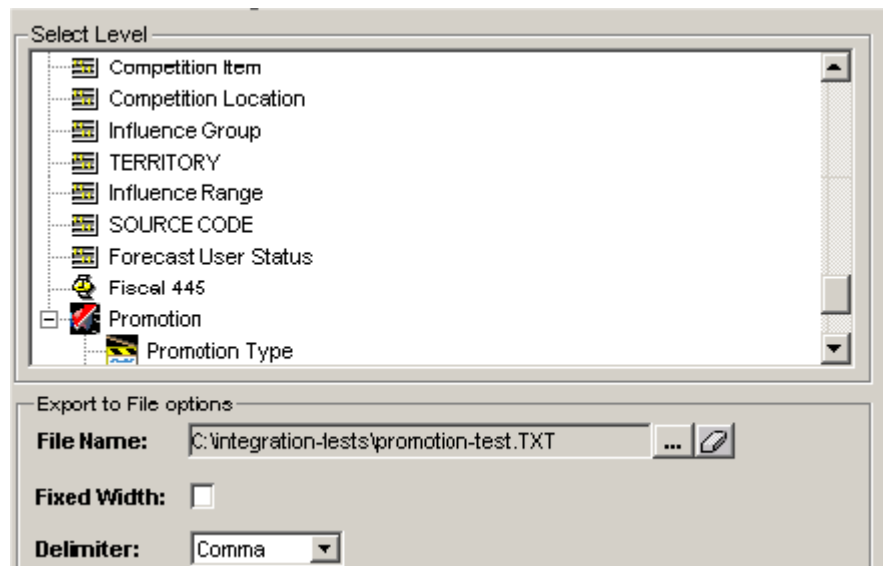 Select Level
Competition Item
Competition Location
Influence Group
TERRITORY
Influence Range
SOURCE CODE
Forecast User Status
Fiscal 445
Promotion
Promotion Type
Export to File options
File Name: C:\integration-tests\promotion-test.TXT ...
Fixed Width:
Delimiter: Comma